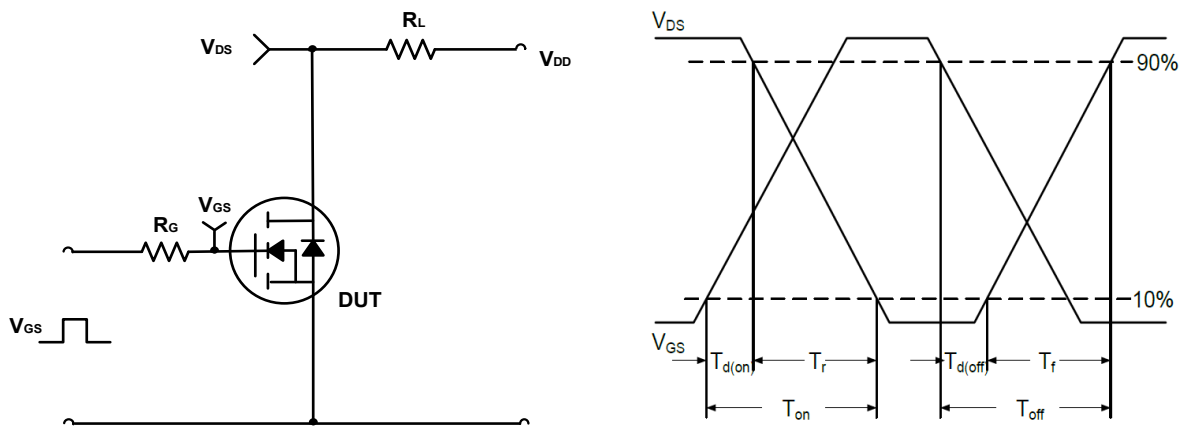 RL
VDS
VDD
VGS
RG
DUT
VGS
VDS
90%
10%
VGS
Td(on)
Tr
Td(off)
Tf
Ton
Toff